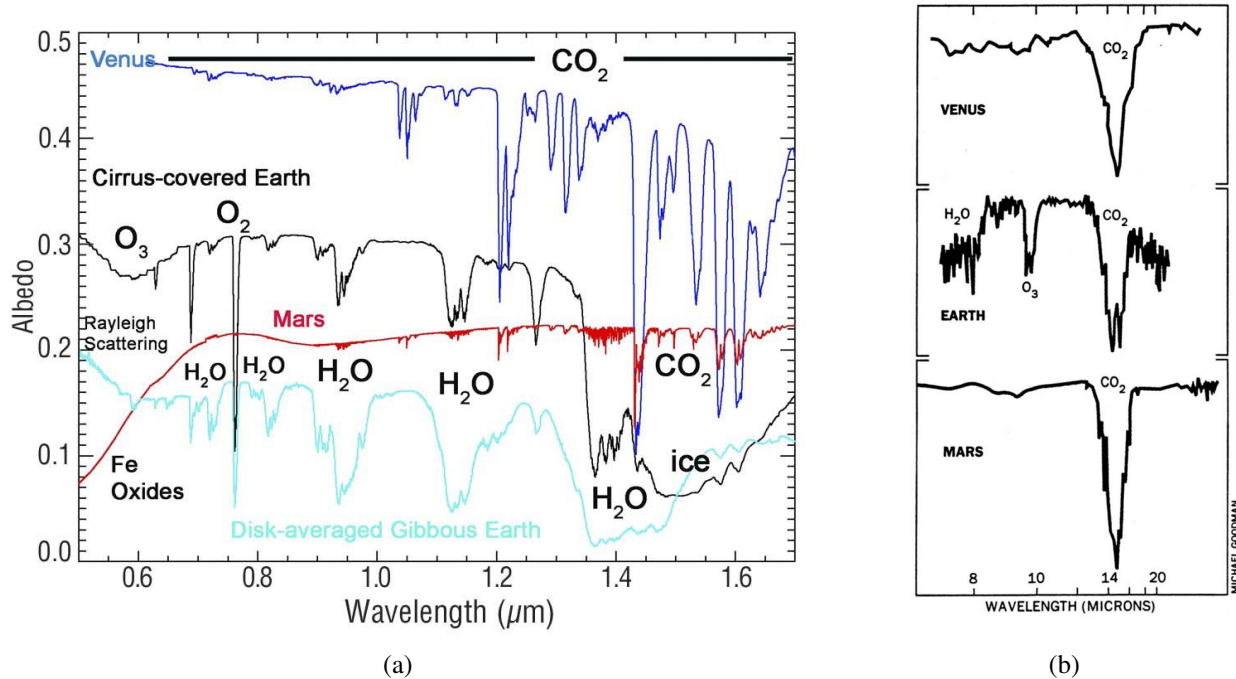 0.5
0.4
0.3
0.2
0.1
0.0
Albedo
Venus
CO2
Cirrus-covered Earth
O3
O2
Rayleigh
Scattering
Mars
H2O
H2O
H2O
H2O
CO2
Fe
Oxides
H2O
ice
Disk-averaged Gibbous Earth
0.6 0.8 1.0 1.2 1.4 1.6
Wavelength (μm)
(a)
CO2
VENUS
H2O
CO2
O3
EARTH
CO2
MARS
8 10 14 20
WAVELENGTH (MICRONS)
MICHAEL GOODMAN
(b)